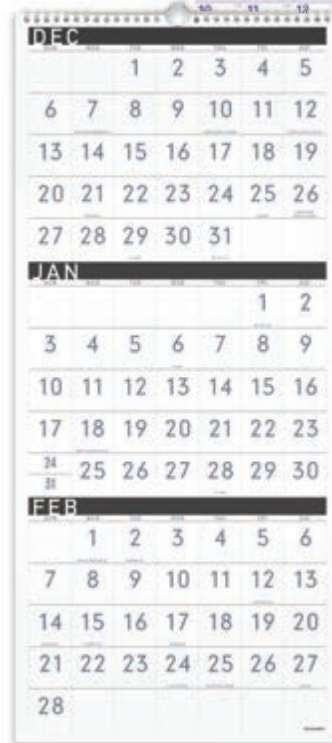 10 11 12
DEC
1 2 3 4 5
6 7 8 9 10 11 12
13 14 15 16 17 18 19
20 21 22 23 24 25 26
27 28 29 30 31
JAN
1 2
3 4 5 6 7 8 9
10 11 12 13 14 15 16
17 18 19 20 21 22 23
24
31 25 26 27 28 29 30
FEB
1 2 3 4 5 6
7 8 9 10 11 12 13
14 15 16 17 18 19 20
21 22 23 24 25 26 27
28